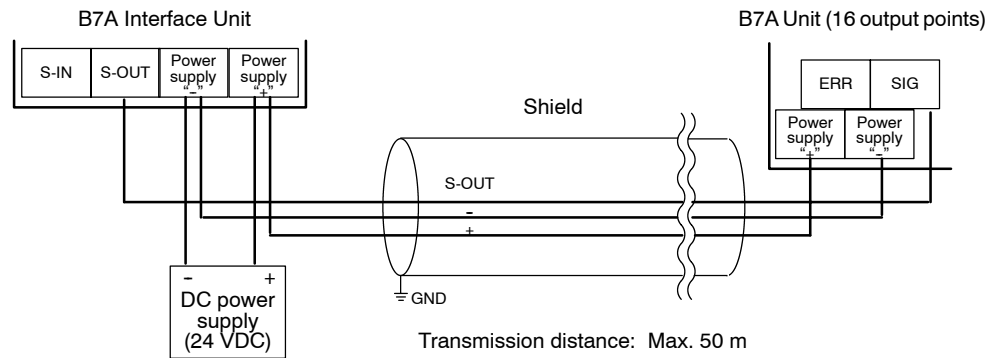 B7A Interface Unit
B7A Unit (16 output points)
S-IN
S-OUT
Power
supply
“-”
Power
supply
“+”
ERR
SIG
Power
supply
“+”
Power
supply
“-”
Shield
S-OUT
-
+
- +
DC power
supply
(24 VDC)
GND
Transmission distance: Max. 50 m